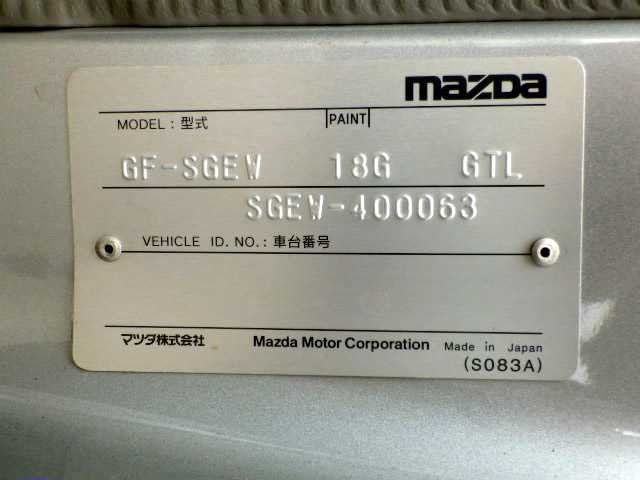 mazda
MODEL : 型式 PAINT
GF-SGEW 18G GTL
SGEW-400063
VEHICLE ID. NO. : 車台番号
マツダ株式会社 Mazda Motor Corporation Made in Japan
(S083A)